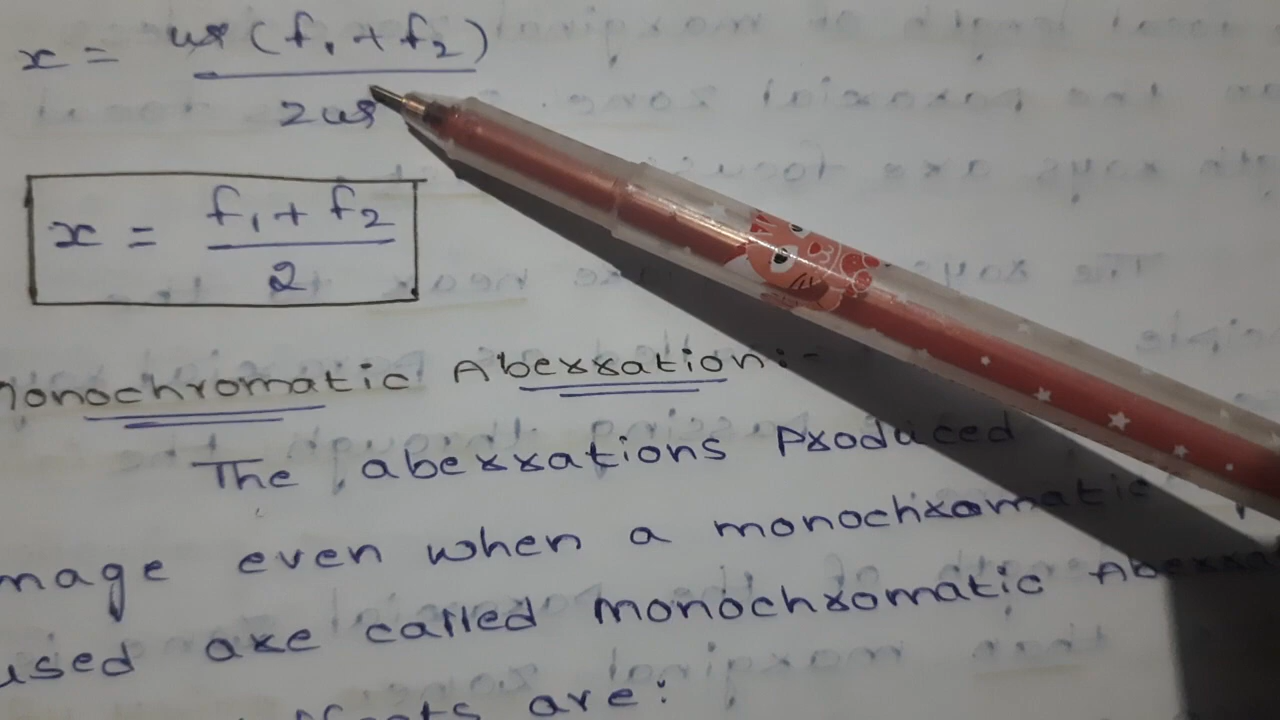 x = ω(f₁ + f₂) / 2ω
x = f₁ + f₂ / 2
Monochromatic Aberration:-
The aberrations produced
image even when a monochromatic
used are called monochromatic
are: